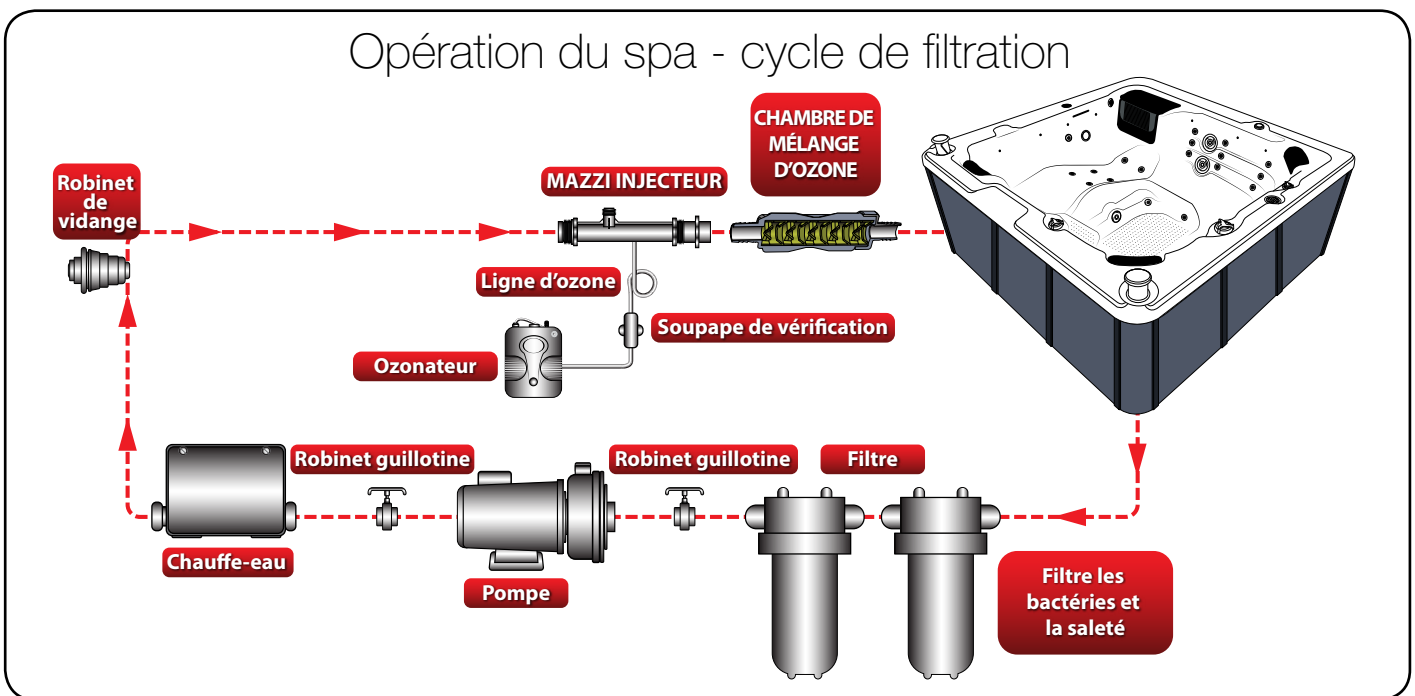 Opération du spa - cycle de filtration
CHAMBRE DE
MÉLANGE
D'OZONE
MAZZI INJECTEUR
Robinet
de
vidange
Ligne d'ozone
Soupape de vérification
Ozonateur
Robinet guillotine
Robinet guillotine
Filtre
Chauffe-eau
Pompe
Filtre les
bactéries et
la saleté